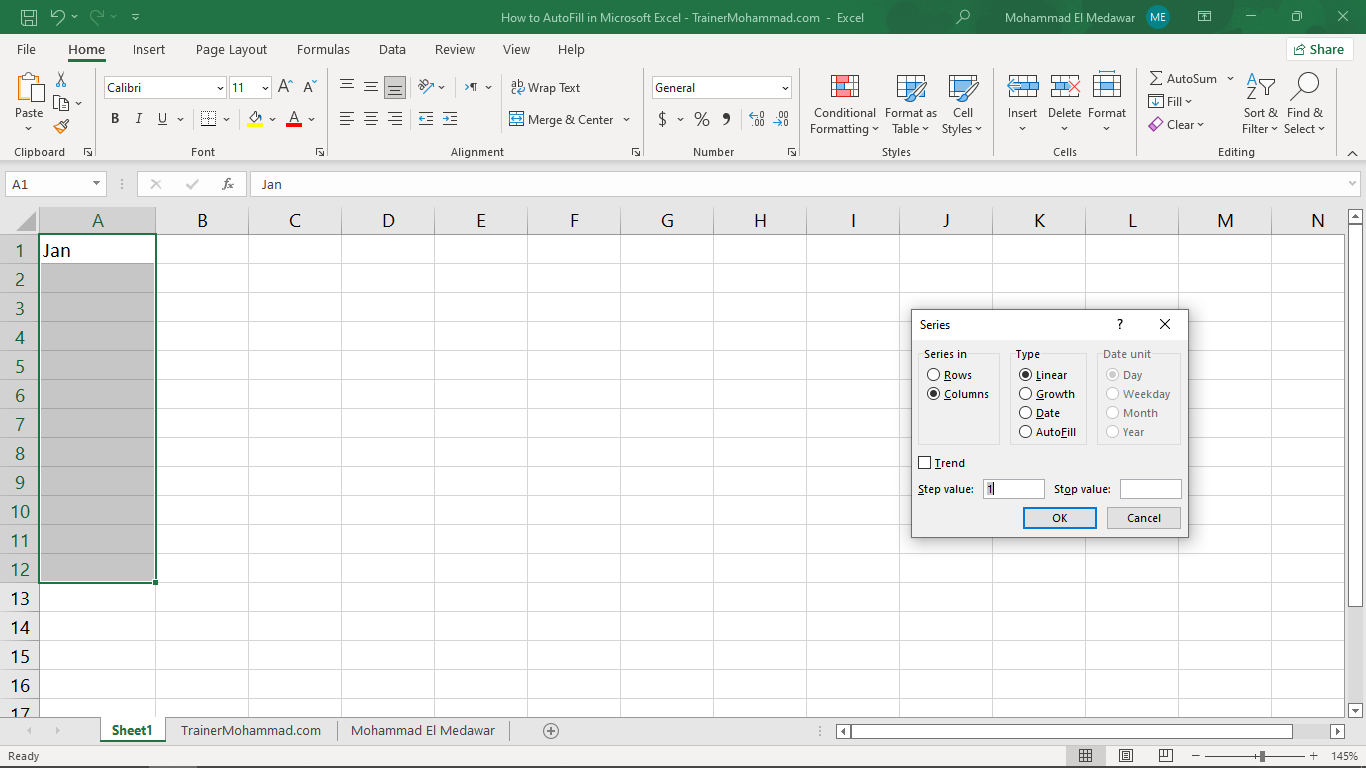 How to AutoFill in Microsoft Excel - TrainerMohammad.com - Excel
Mohammad El Medawar ME
File Home Insert Page Layout Formulas Data Review View Help Share
Paste
Clipboard
Calibri 11
B I U A
Font
Wrap Text
Merge & Center
Alignment
General
$ % 9
Number
Conditional Formatting
Format as Table
Cell Styles
Styles
Insert Delete Format
Cells
AutoSum
Fill
Clear
Sort & Filter
Find & Select
Editing
A1 fx Jan
A B C D E F G H I J K L M N
1 Jan
2
3
4
5
6
7
8
9
10
11
12
13
14
15
16
17
Series ?
Series in Type Date unit
Rows Linear Day
Columns Growth Weekday
Date Month
AutoFill Year
Trend
Step value: 1 Stop value:
OK Cancel
Sheet1 TrainerMohammad.com Mohammad El Medawar
Ready 145%